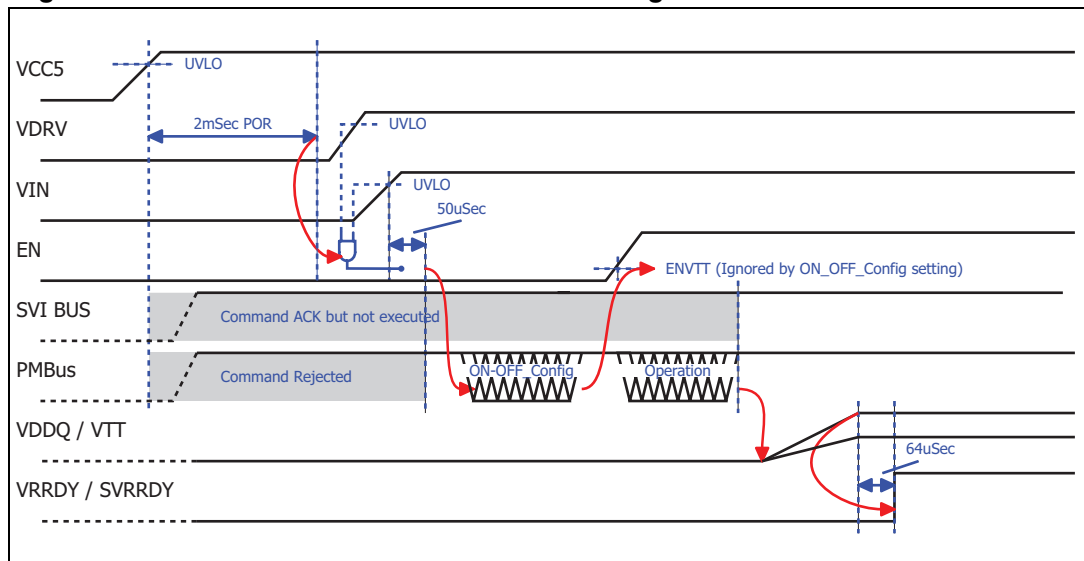 VCC5
UVLO
2mSec POR
VDRV
UVLO
VIN
UVLO
50uSec
EN
ENVTT (Ignored by ON_OFF_Config setting)
SVI BUS
Command ACK but not executed
PMBus
Command Rejected
ON-OFF_Config
Operation
VDDQ / VTT
64uSec
VRRDY / SVRRDY